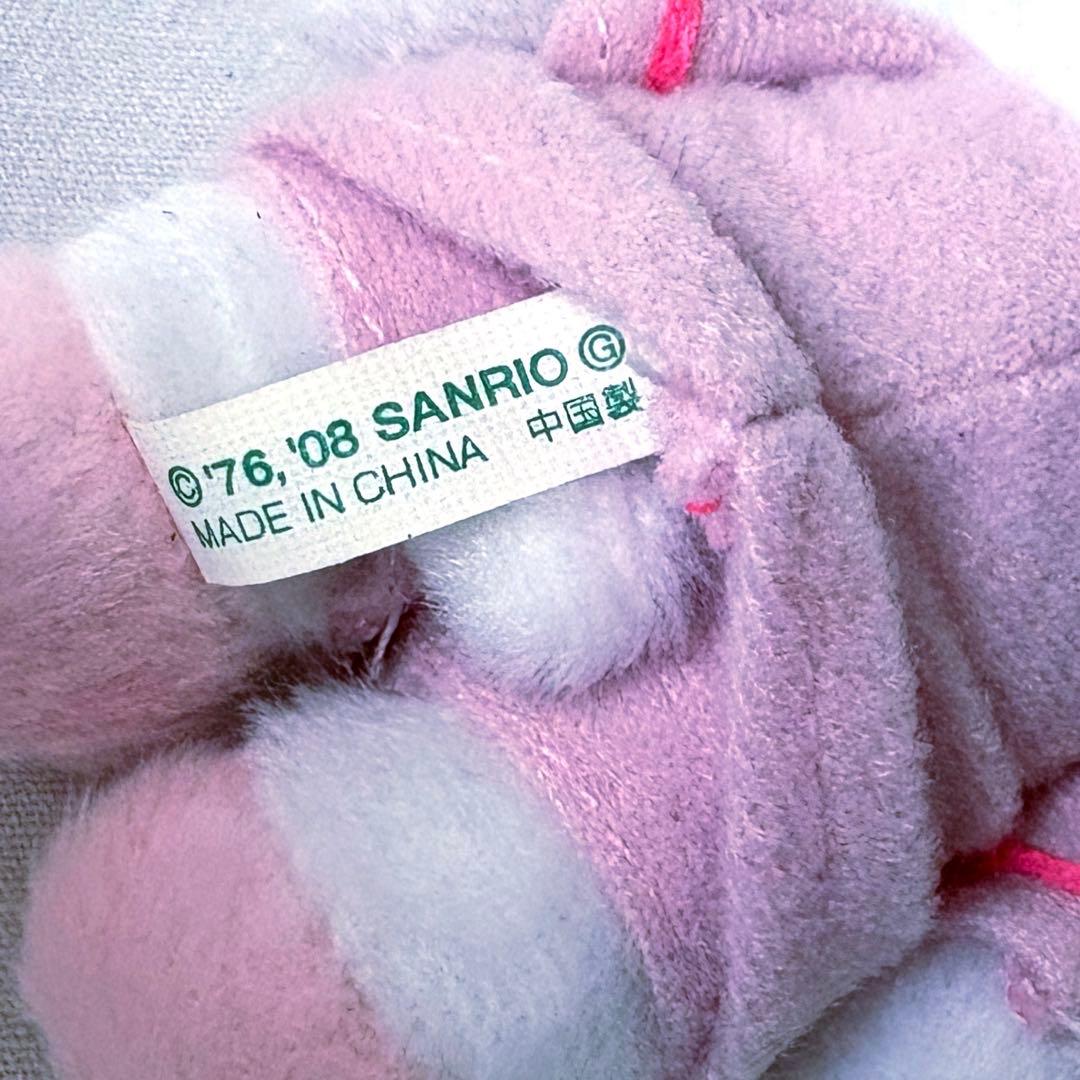 ©'76,'08 SANRIO Ⓖ
MADE IN CHINA 中国製